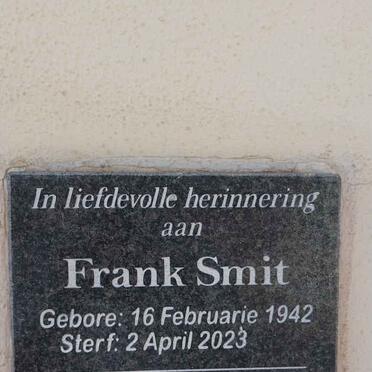 In liefdevolle herinnering
aan
Frank Smit
Gebore: 16 Februarie 1942
Sterf: 2 April 2023